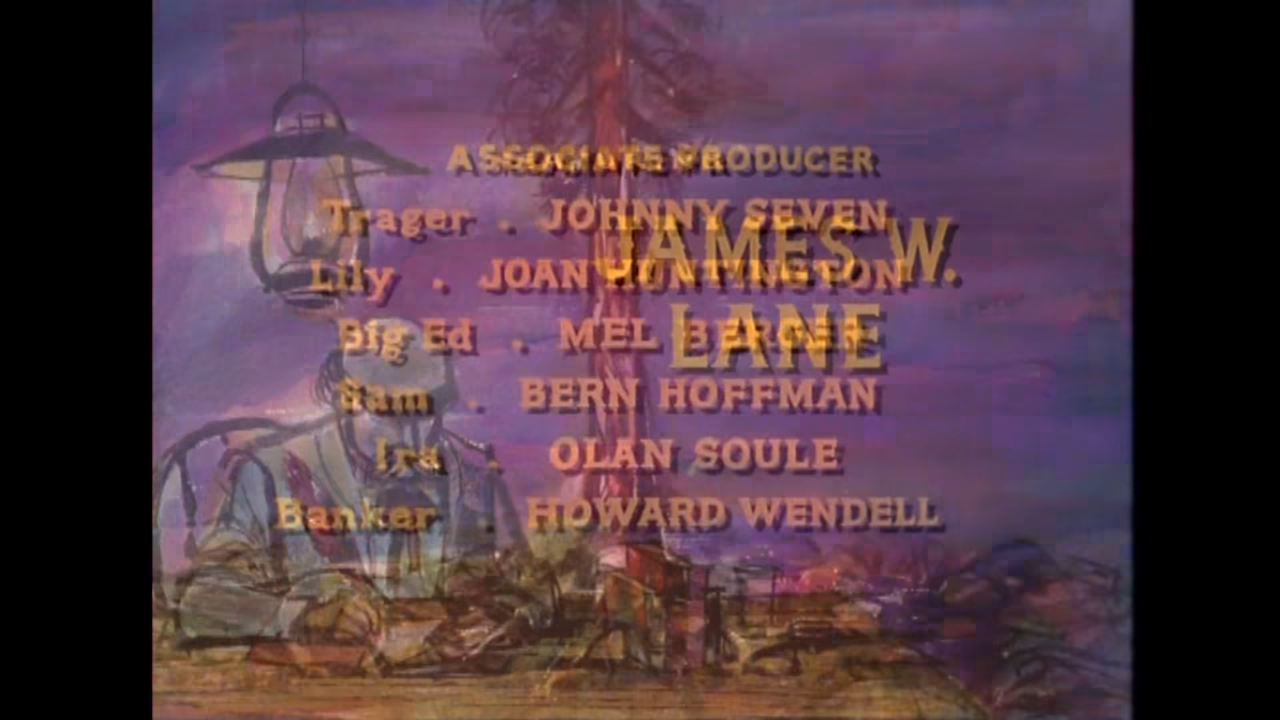 ASSOCIATE PRODUCER
JAMES W.
LANE
Trager . JOHNNY SEVEN
Lily . JOAN HUNTINGTON
Big Ed . MEL BERGER
Sam . BERN HOFFMAN
Ira . OLAN SOULE
Banker . HOWARD WENDELL